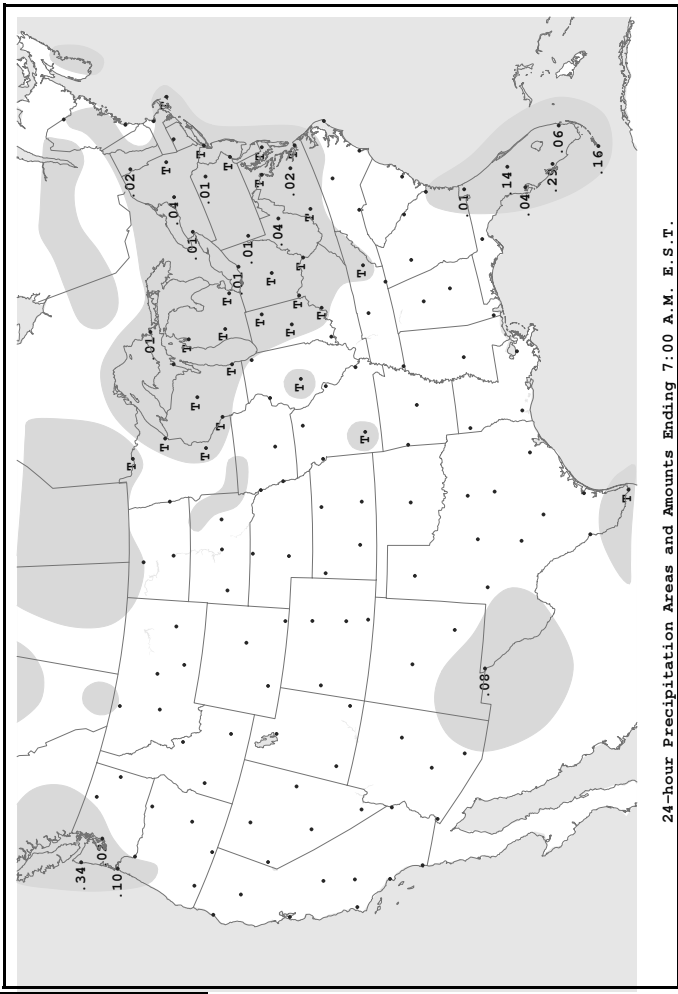 .34
.02
.10
T
.02
.01
T
T
T
.04
T
.01
T
T
T
.01
T
T
T
T
T
.01
.01
T
T
T
T
.04
.02
T
T
T
T
T
T
T
T
.01
.08
.14
.04
.29
.06
.16
T
24-hour Precipitation Areas and Amounts Ending 7:00 A.M. E.S.T.